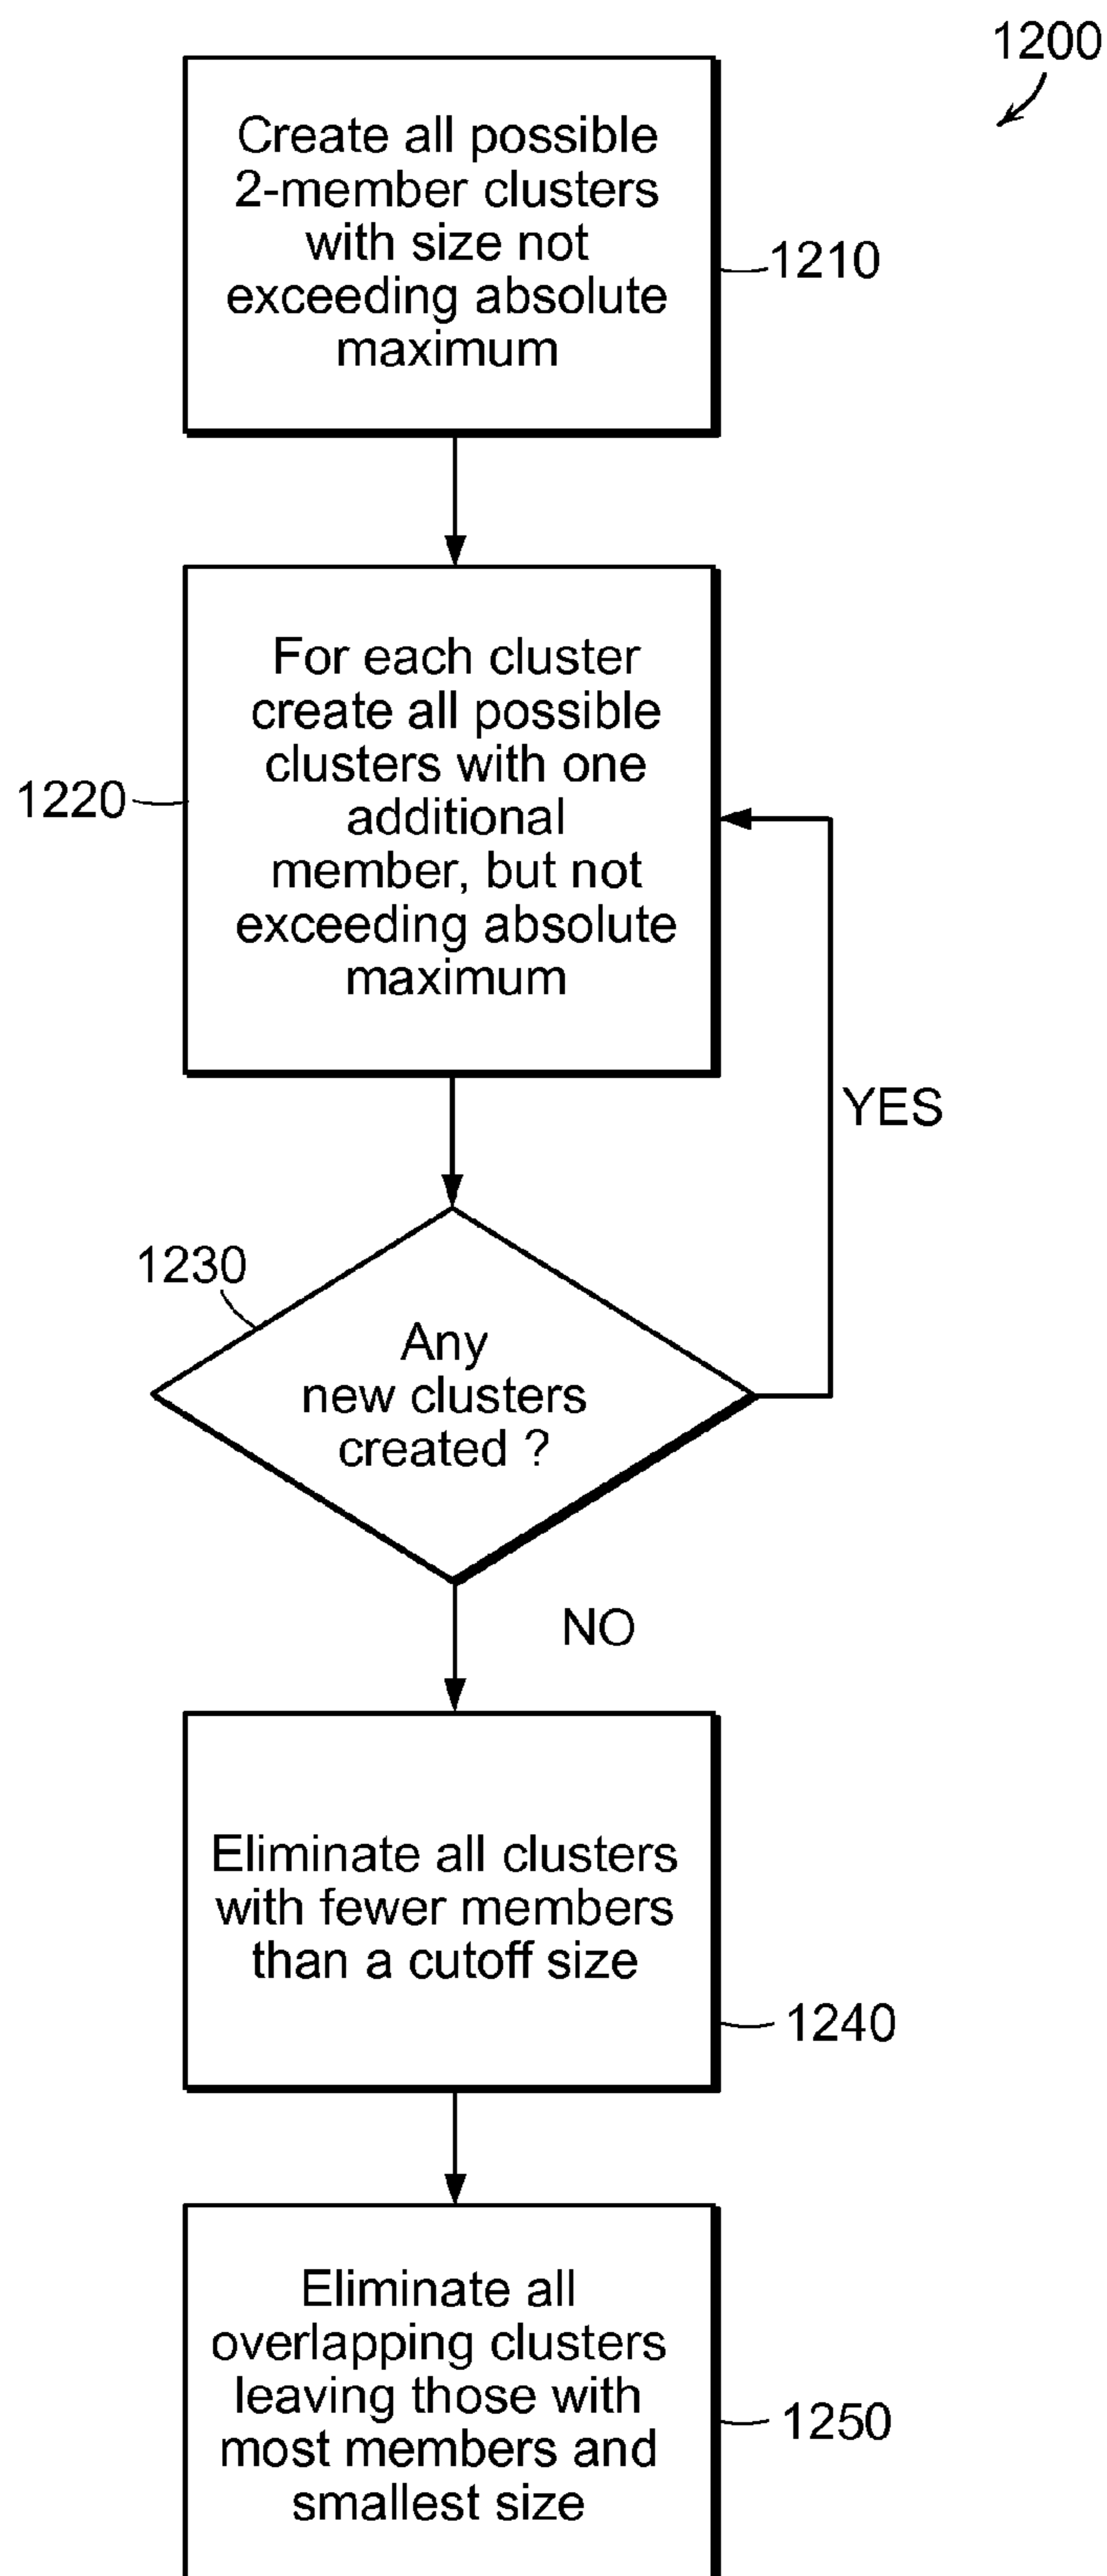 1200
Create all possible
2-member clusters
with size not
exceeding absolute
maximum
1210
For each cluster
create all possible
clusters with one
additional
member, but not
exceeding absolute
maximum
1220
YES
1230
Any
new clusters
created ?
NO
Eliminate all clusters
with fewer members
than a cutoff size
1240
Eliminate all
overlapping clusters
leaving those with
most members and
smallest size
1250